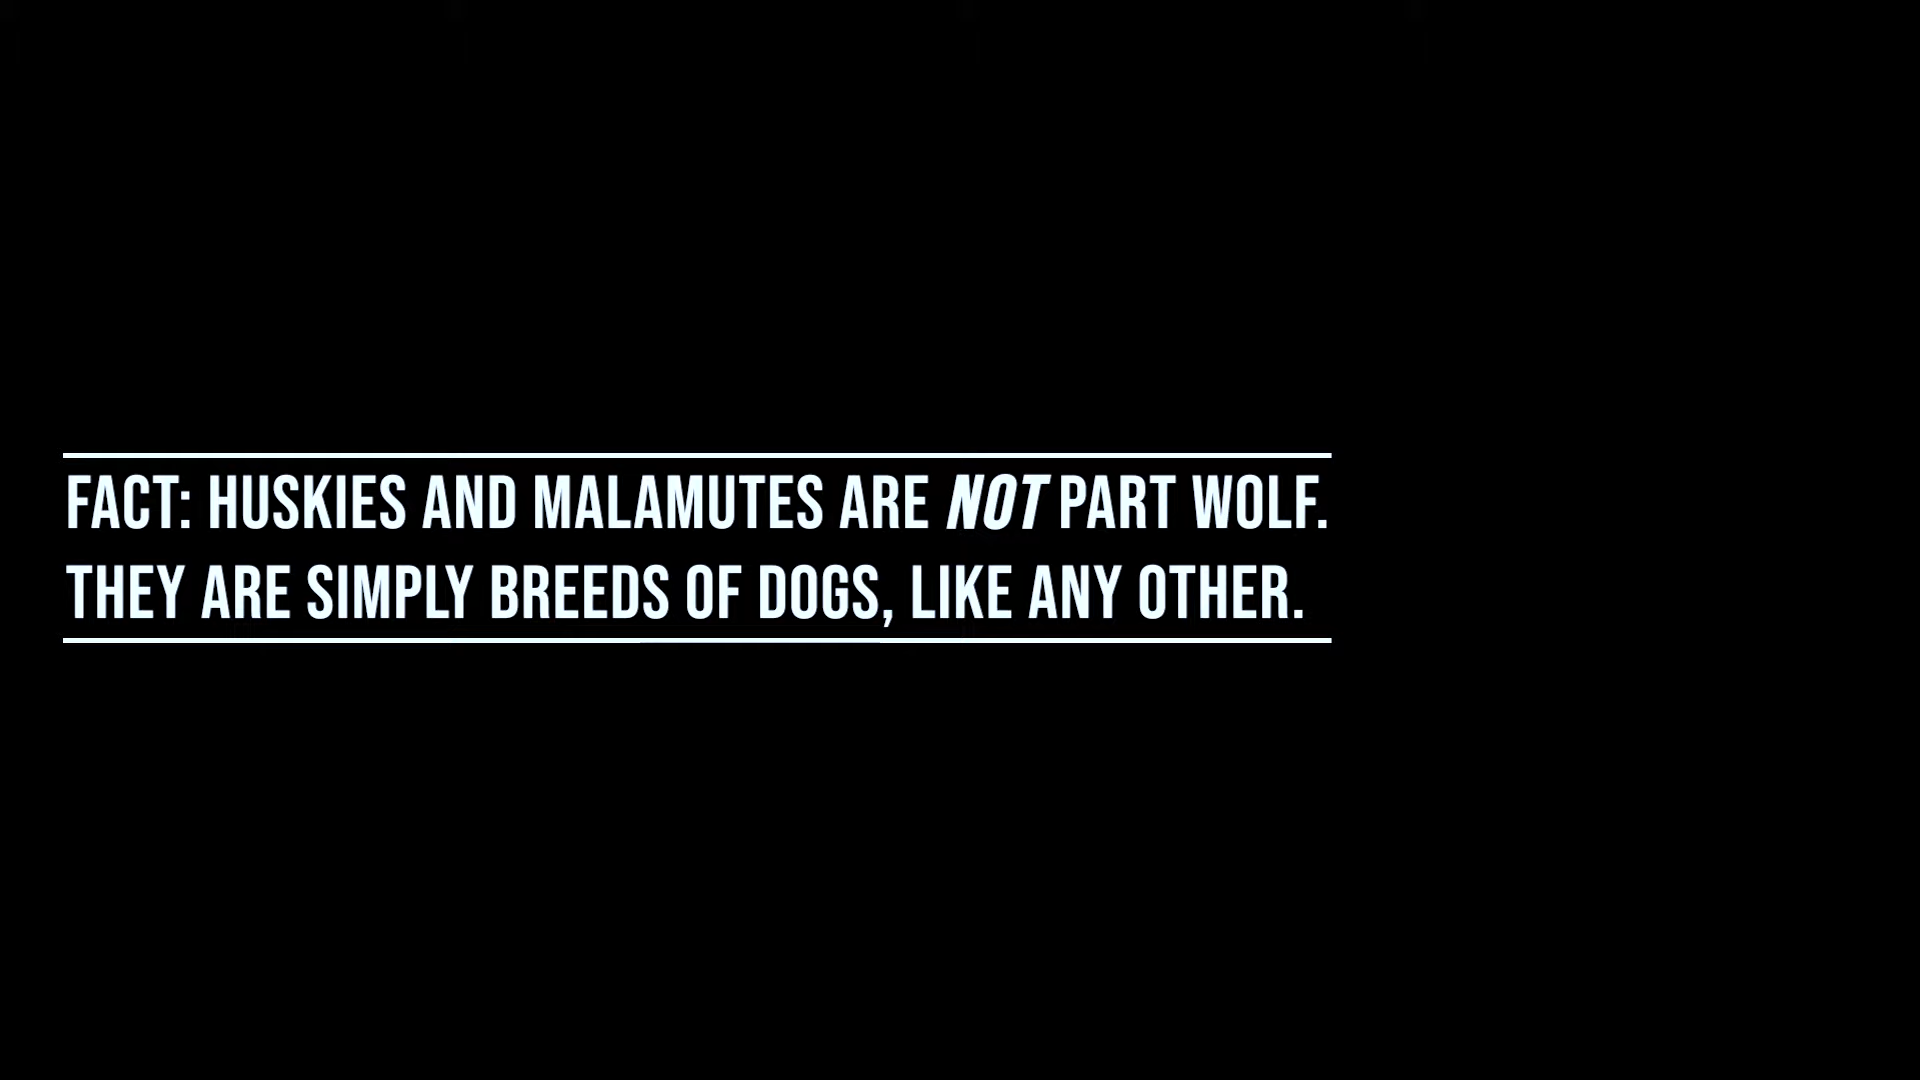 FACT: HUSKIES AND MALAMUTES ARE NOT PART WOLF.
THEY ARE SIMPLY BREEDS OF DOGS, LIKE ANY OTHER.